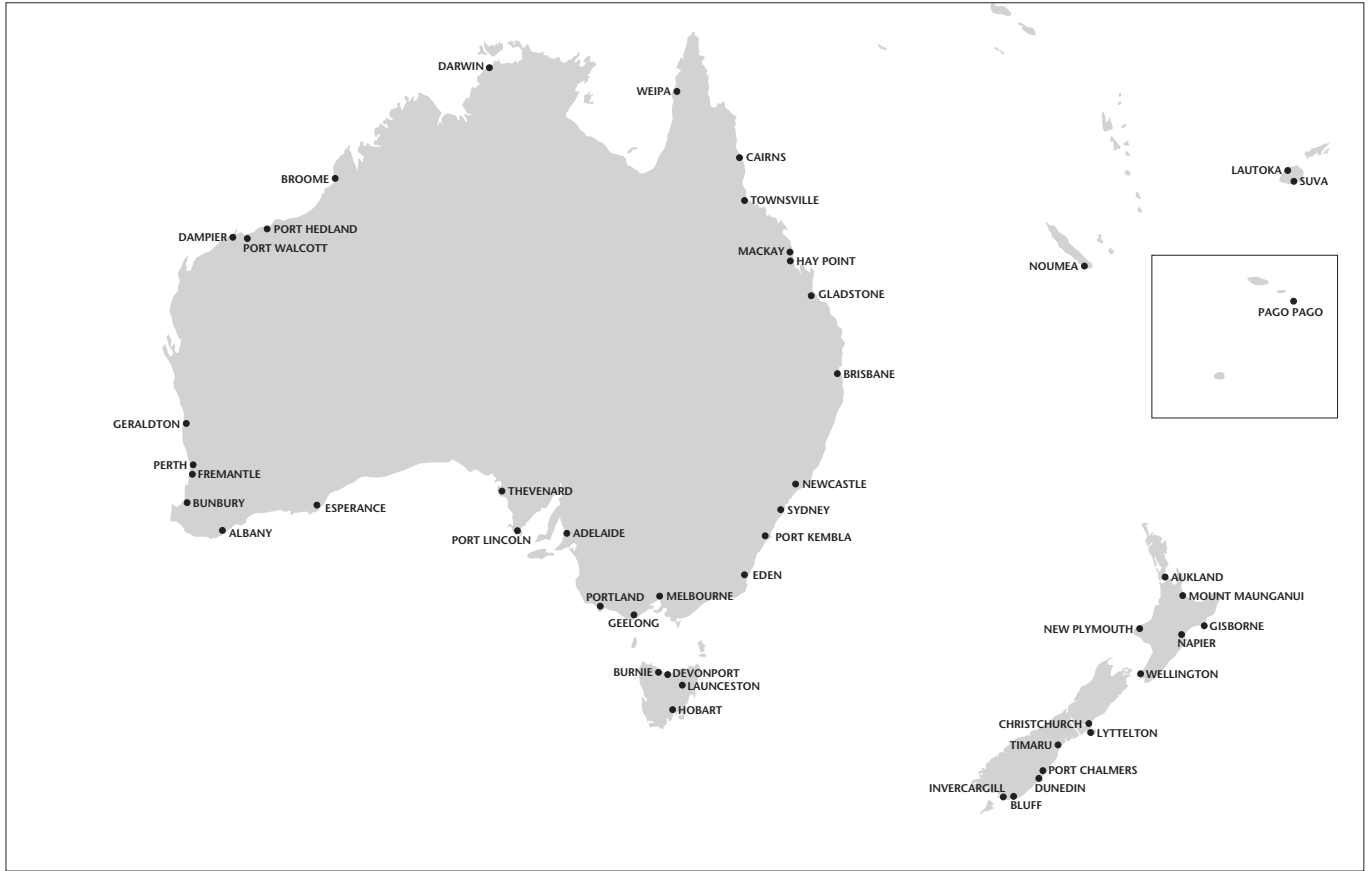 DARWIN
WEIPA
CAIRNS
LAUTOKA
SUVA
BROOME
TOWNSVILLE
PORT HEDLAND
DAMPIER
PORT WALCOTT
MACKAY
HAY POINT
NOUMEA
GLADSTONE
PAGO PAGO
BRISBANE
GERALDTON
PERTH
FREMANTLE
NEWCASTLE
THEVENARD
BUNBURY
ESPERANCE
SYDNEY
ALBANY
PORT LINCOLN
ADELAIDE
PORT KEMBLA
EDEN
AUKLAND
PORTLAND
MELBOURNE
MOUNT MAUNGANUI
GEELONG
NEW PLYMOUTH
GISBORNE
NAPIER
BURNIE
DEVONPORT
WELLINGTON
LAUNCESTON
HOBART
CHRISTCHURCH
LYTTELTON
TIMARU
PORT CHALMERS
INVERCARGILL
DUNEDIN
BLUFF